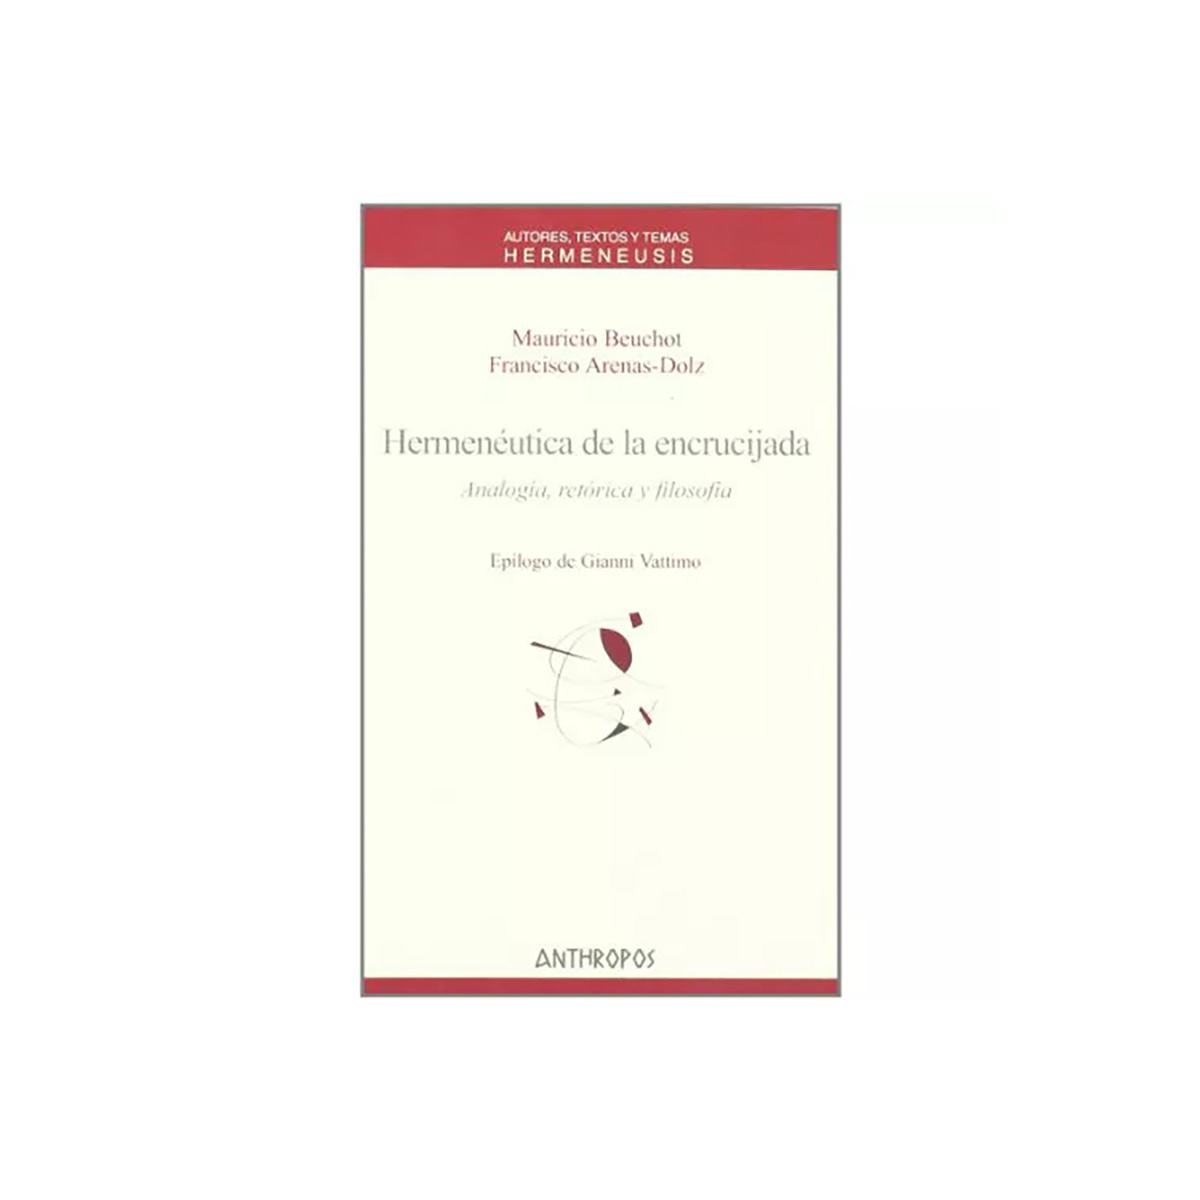 AUTORES, TEXTOS Y TEMAS
HERMENEUSIS
Mauricio Beuchot
Francisco Arenas-Dolz
Hermenéutica de la encrucijada
Analogía, retórica y filosofía
Epílogo de Gianni Vattimo
ANTHROPOS